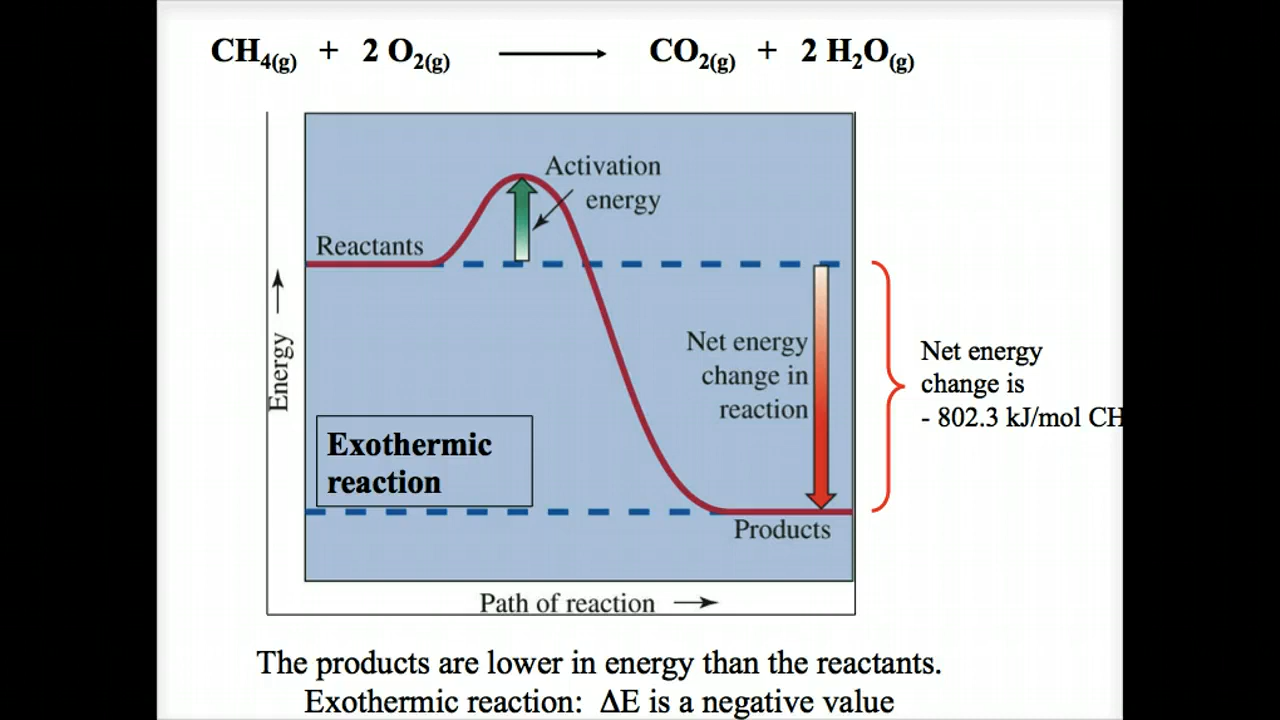 CH₄(g) + 2 O₂(g) ⟶ CO₂(g) + 2 H₂O(g)
Activation
energy
Reactants
Energy →
Net energy
change in
reaction
Net energy
change is
- 802.3 kJ/mol CH
Exothermic
reaction
Products
Path of reaction →
The products are lower in energy than the reactants.
Exothermic reaction: ΔE is a negative value